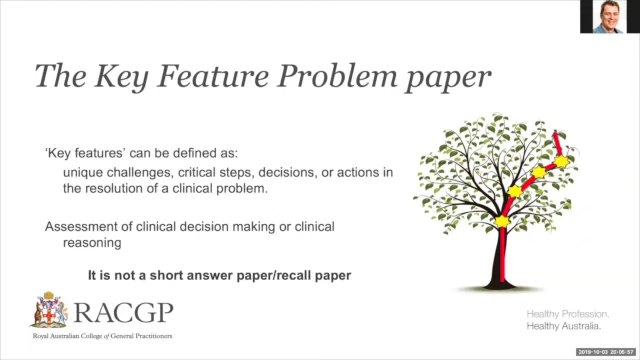 The Key Feature Problem paper
‘Key features’ can be defined as:
unique challenges, critical steps, decisions, or actions in
the resolution of a clinical problem.
Assessment of clinical decision making or clinical
reasoning
It is not a short answer paper/recall paper
RACGP
Royal Australian College of General Practitioners
Healthy Profession.
Healthy Australia.
2019-10-03 20:05:57